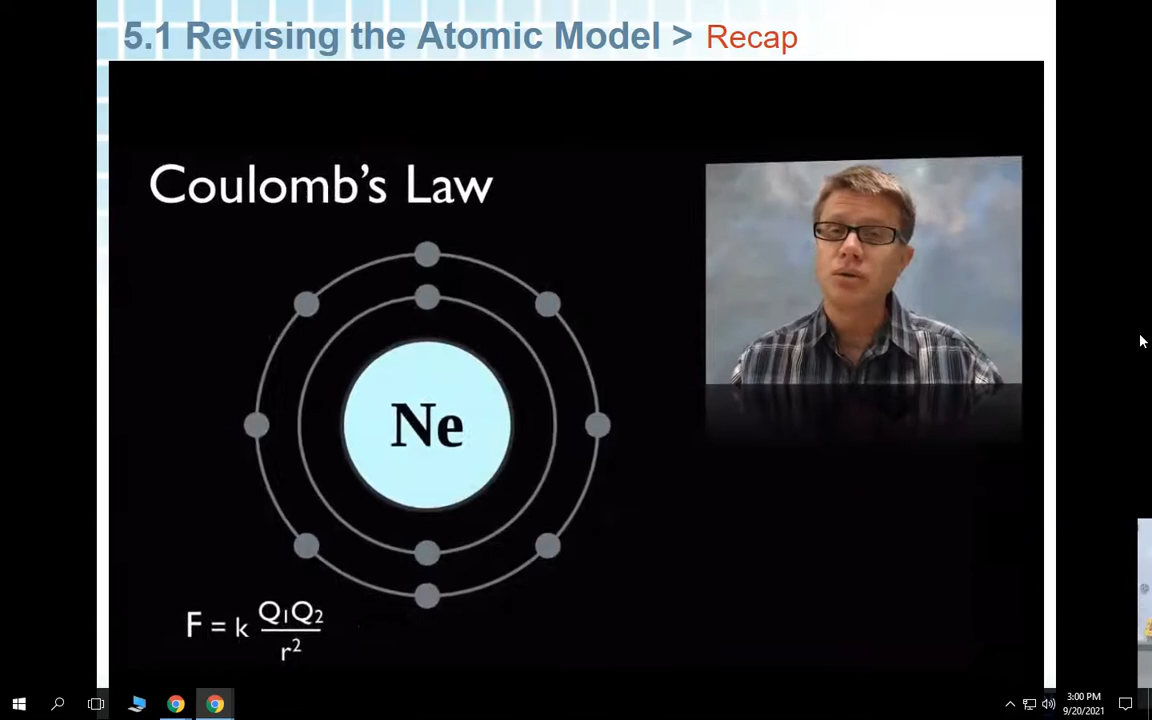 5.1 Revising the Atomic Model > Recap
Coulomb's Law
Ne
F = k Q₁Q₂
r²
3:00 PM
9/20/2021